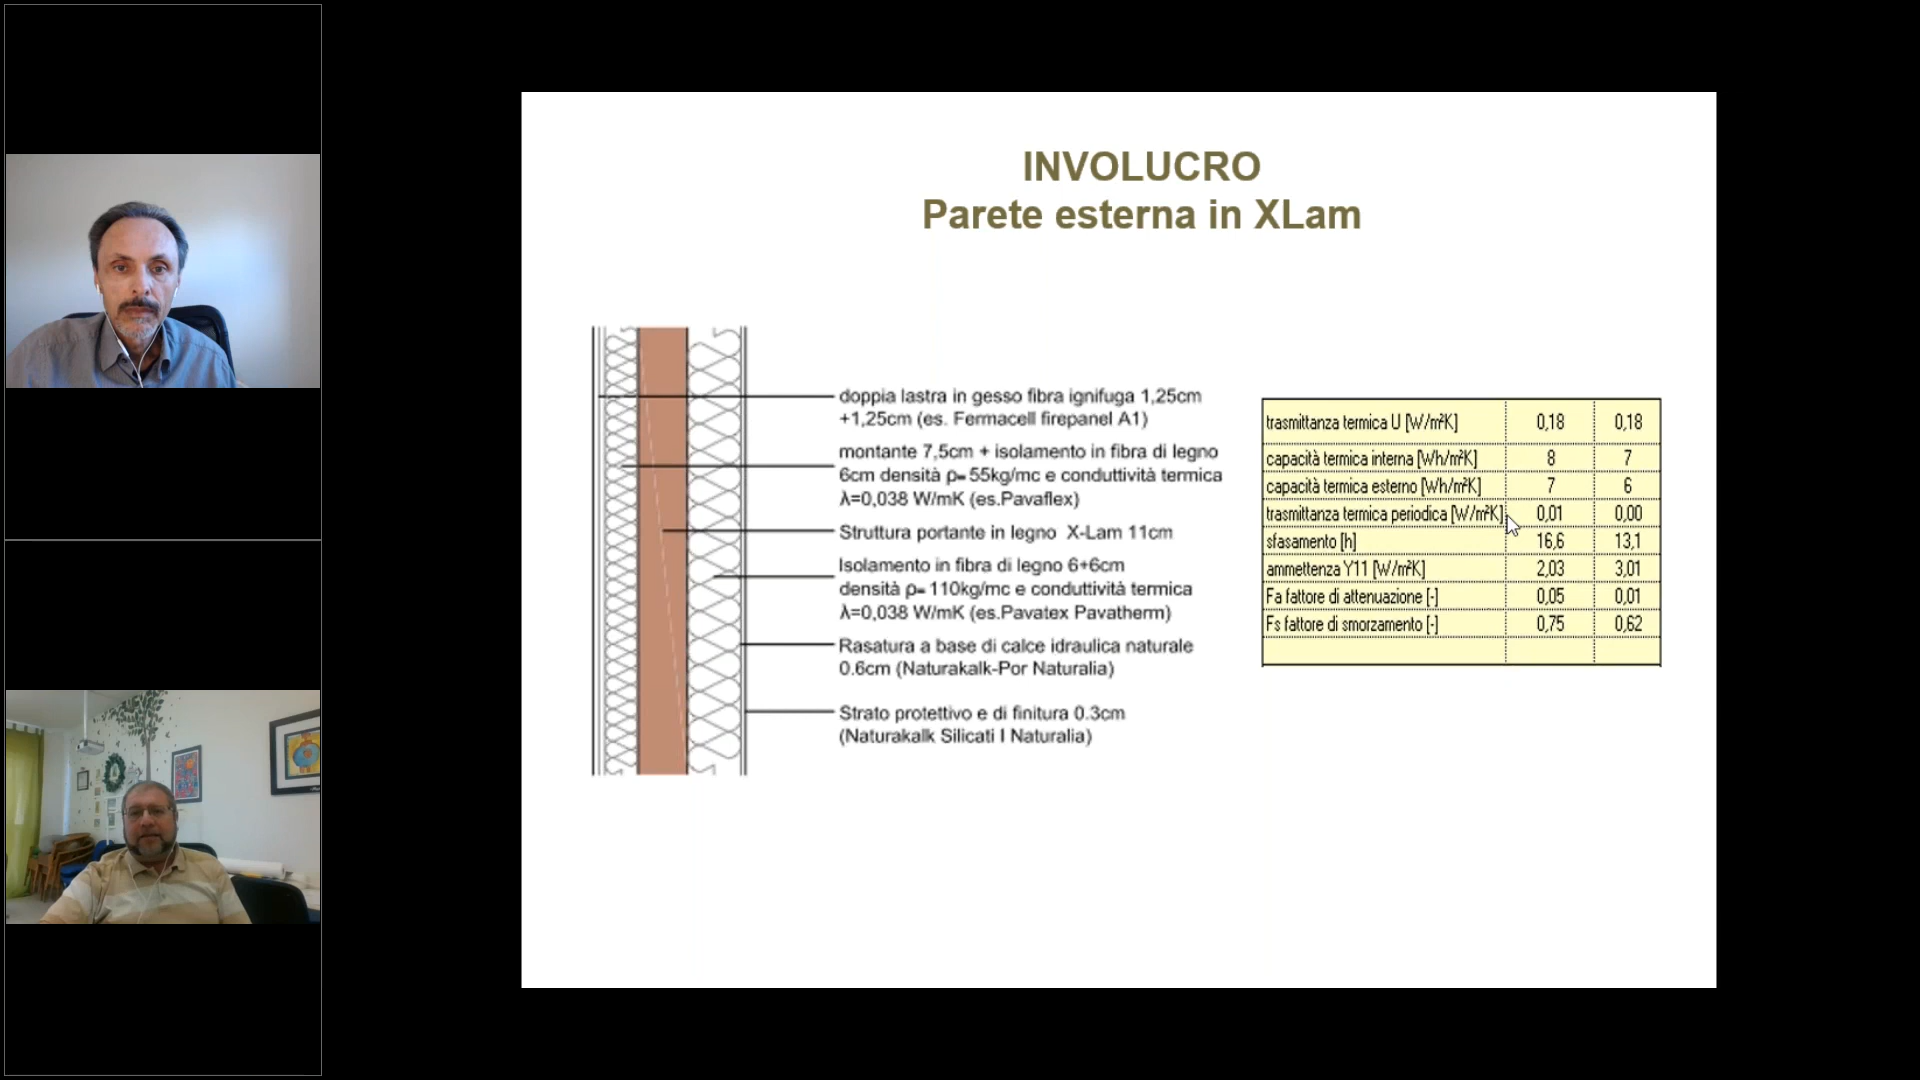 INVOLUCRO
Parete esterna in XLam
doppia lastra in gesso fibra ignifuga 1,25cm
+1,25cm (es. Fermacell firepanel A1)
montante 7,5cm + isolamento in fibra di legno
6cm densità ρ= 55kg/mc e conduttività termica
λ=0,038 W/mK (es.Pavaflex)
Struttura portante in legno X-Lam 11cm
Isolamento in fibra di legno 6+6cm
densità ρ= 110kg/mc e conduttività termica
λ=0,038 W/mK (es.Pavatex Pavatherm)
Rasatura a base di calce idraulica naturale
0.6cm (Naturakalk-Por Naturalia)
Strato protettivo e di finitura 0.3cm
(Naturakalk Silicati I Naturalia)
trasmittanza termica U [W/m²K] 0,18 0,18
capacità termica interna [Wh/m²K] 8 7
capacità termica esterno [Wh/m²K] 7 6
trasmittanza termica periodica [W/m²K] 0,01 0,00
sfasamento [h] 16,6 13,1
ammettenza Y11 [W/m²K] 2,03 3,01
Fa fattore di attenuazione [-] 0,05 0,01
Fs fattore di smorzamento [-] 0,75 0,62